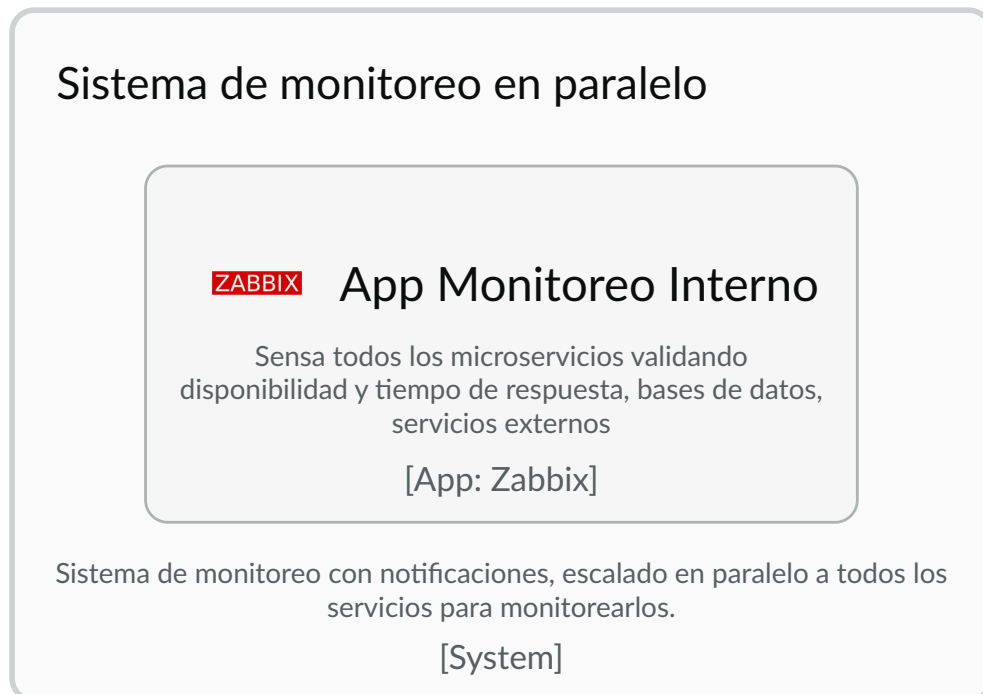 Sistema de monitoreo en paralelo
ZABBIX App Monitoreo Interno
Sensa todos los microservicios validando
disponibilidad y tiempo de respuesta, bases de datos,
servicios externos
[App: Zabbix]
Sistema de monitoreo con notificaciones, escalado en paralelo a todos los
servicios para monitorearlos.
[System]